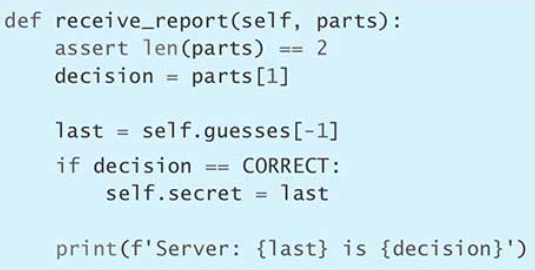 def receive_report(self, parts):
    assert len(parts) == 2
    decision = parts[1]

    last = self.guesses[-1]
    if decision == CORRECT:
        self.secret = last

    print(f'Server: {last} is {decision}')